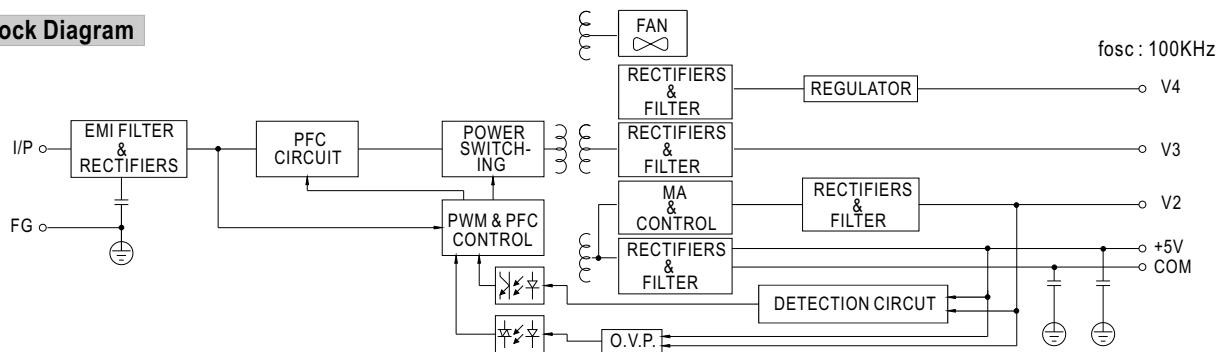 ock Diagram
FAN
fosc : 100KHz
RECTIFIERS
&
FILTER
REGULATOR
V4
I/P
EMI FILTER
&
RECTIFIERS
PFC
CIRCUIT
POWER
SWITCH-
ING
RECTIFIERS
&
FILTER
V3
MA
&
CONTROL
RECTIFIERS
&
FILTER
V2
FG
PWM & PFC
CONTROL
RECTIFIERS
&
FILTER
+5V
COM
DETECTION CIRCUT
O.V.P.